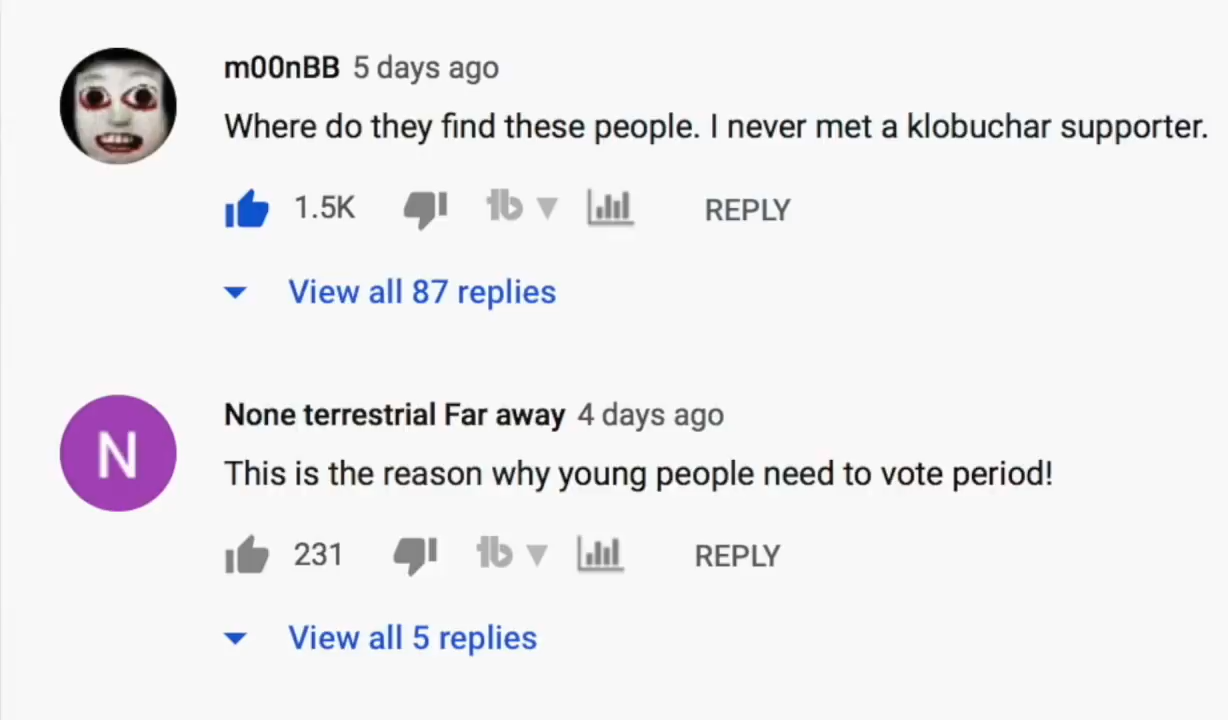 m00nBB 5 days ago
Where do they find these people. I never met a klobuchar supporter.
1.5K tb REPLY
View all 87 replies
N
None terrestrial Far away 4 days ago
This is the reason why young people need to vote period!
231 tb REPLY
View all 5 replies